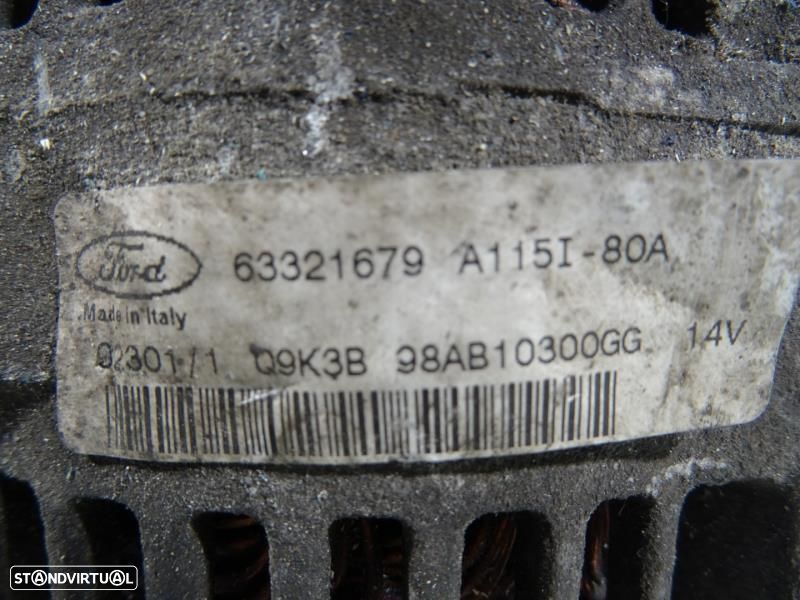 Ford 63321679 A115I-80A
Made in Italy
02301/1 Q9K3B 98AB10300GG 14V
STANDVIRTUAL